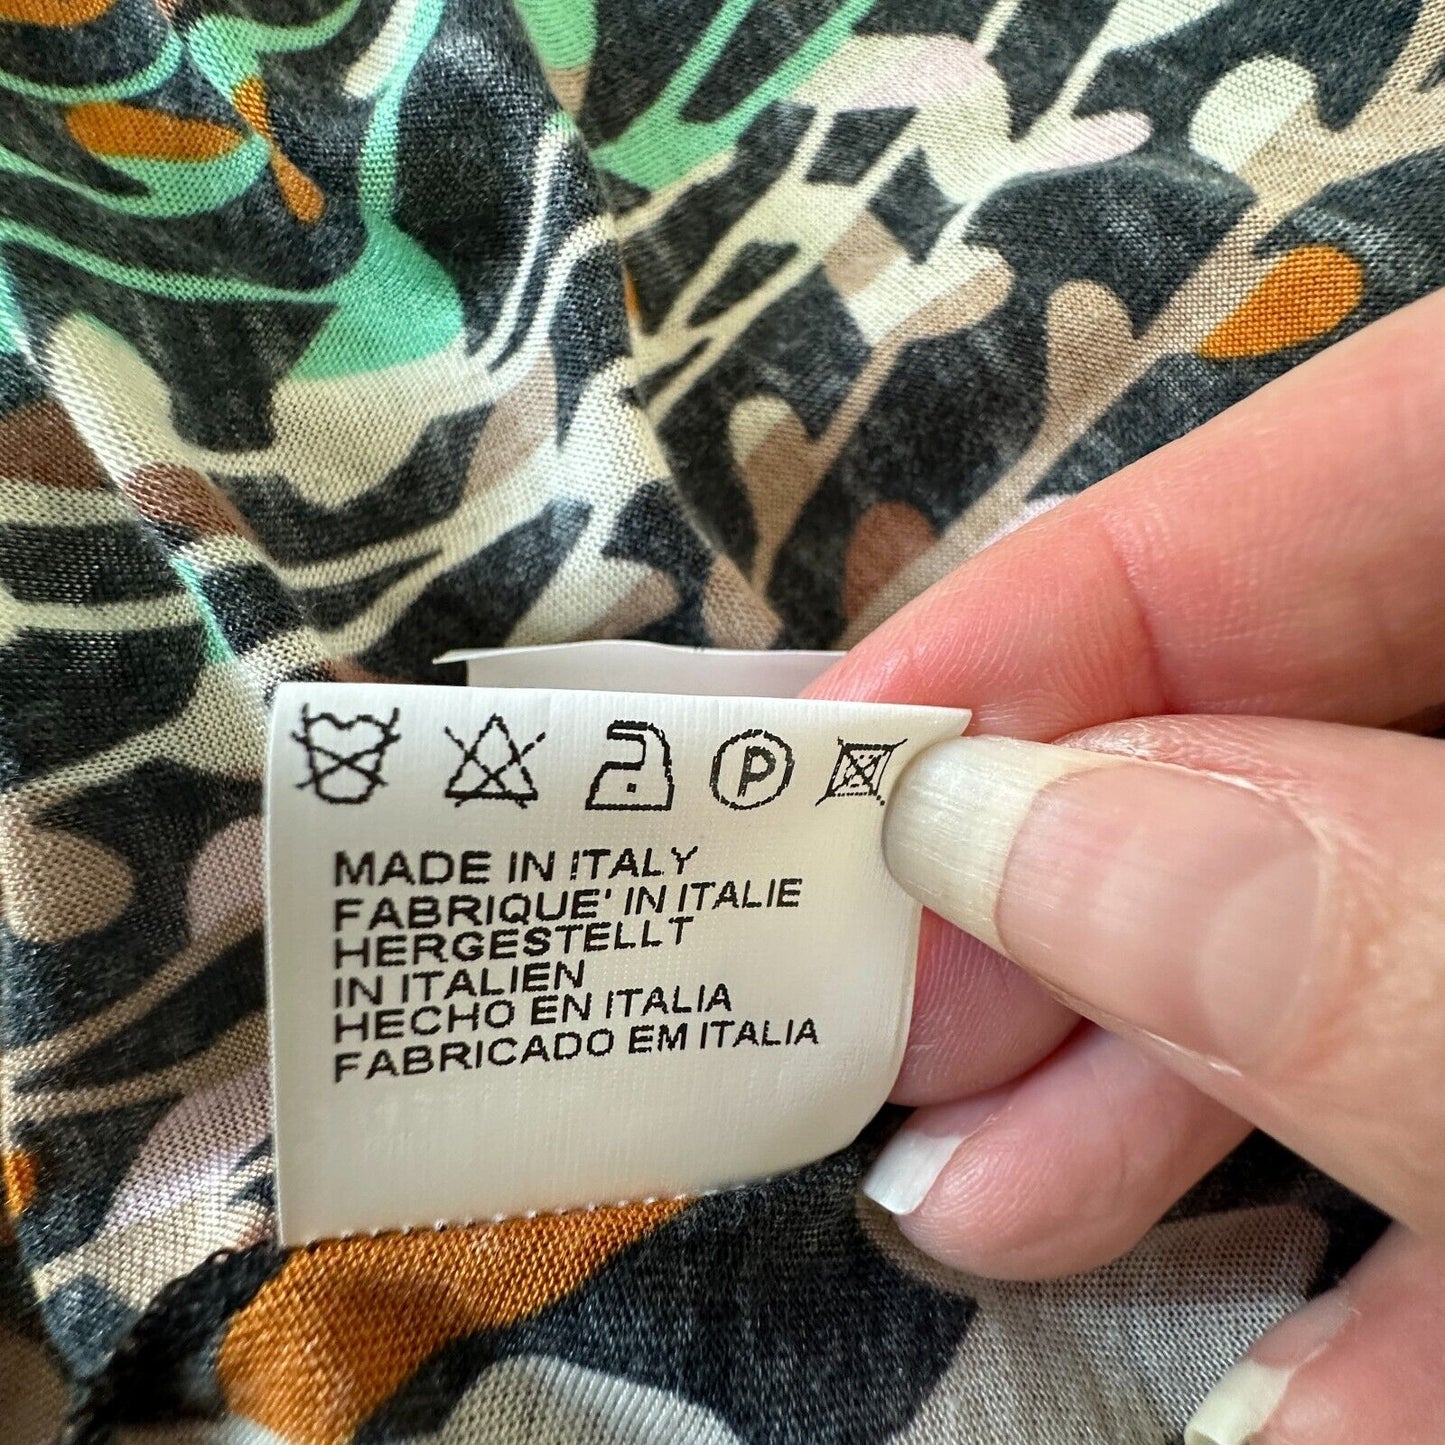 P
MADE IN ITALY
FABRIQUE' IN ITALIE
HERGESTELLT
IN ITALIEN
HECHO EN ITALIA
FABRICADO EM ITALIA